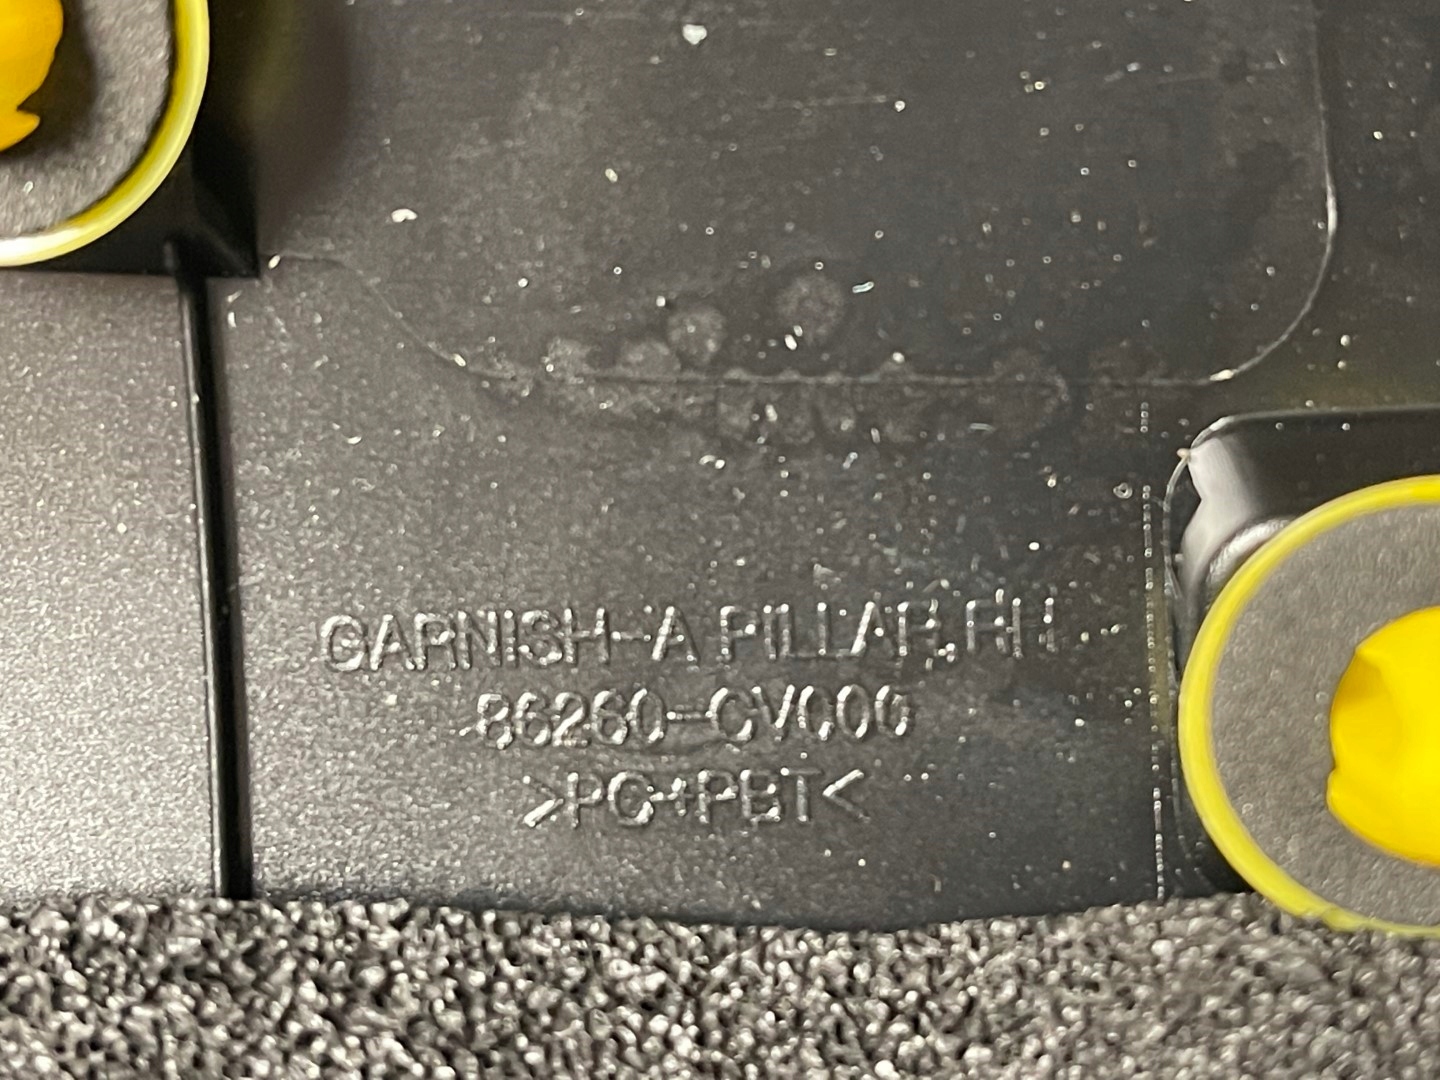 GARNISH-A PILLAR,RH
86260-CV000
>PC+PBT<